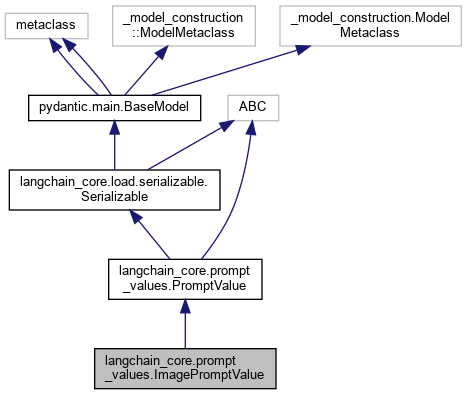 metaclass
_model_construction
::ModelMetaclass
_model_construction.Model
Metaclass
pydantic.main.BaseModel
ABC
langchain_core.load.serializable.
Serializable
langchain_core.prompt
_values.PromptValue
langchain_core.prompt
_values.ImagePromptValue